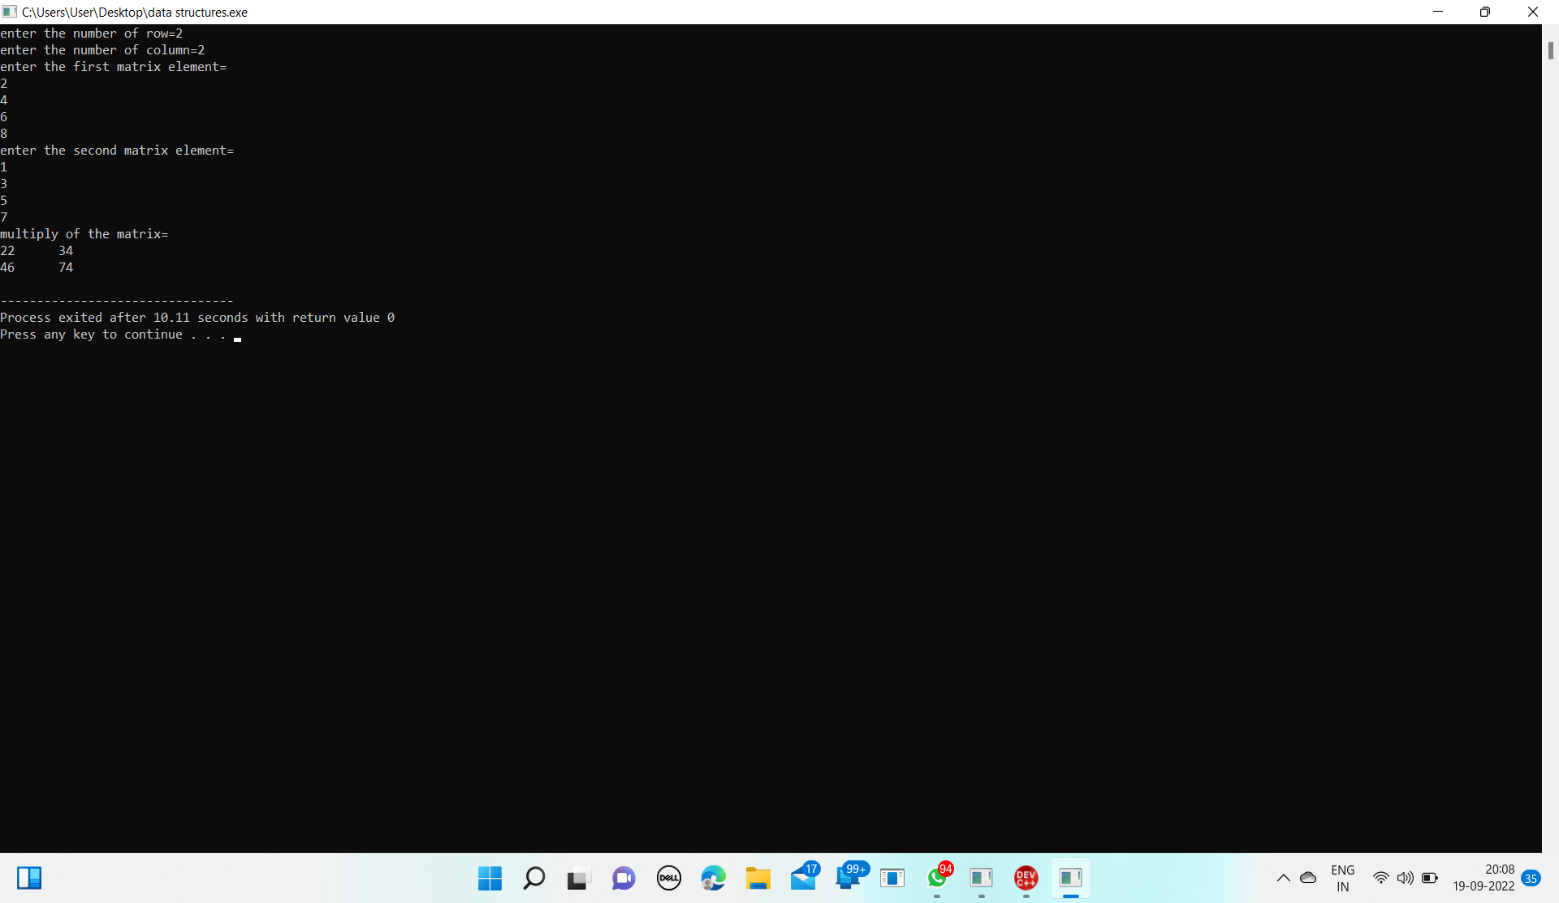 C:\Users\User\Desktop\data structures.exe
enter the number of row=2
enter the number of column=2
enter the first matrix element=
2
4
6
8
enter the second matrix element=
1
3
5
7
multiply of the matrix=
22 34
46 74
--------------------------------
Process exited after 10.11 seconds with return value 0
Press any key to continue . . .
DELL
17
99+
94
DEV
C++
ENG
IN
20:08
19-09-2022
35